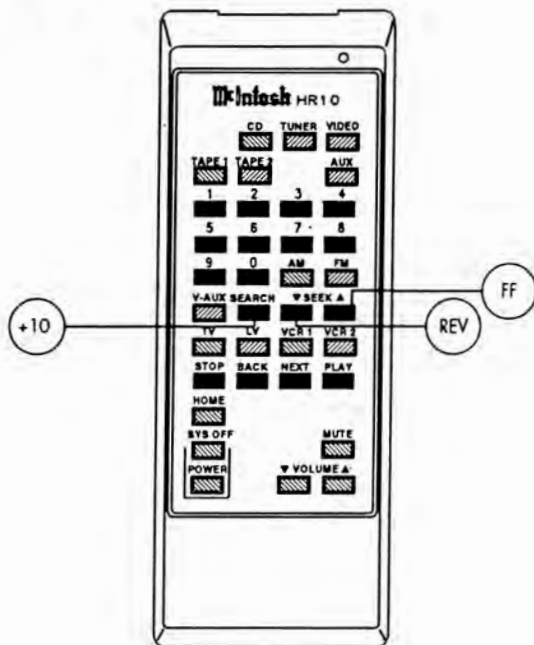 McIntosh HR10
CD TUNER VIDEO
TAPE 1 TAPE 2 AUX
1 2 3 4
5 6 7 8
9 0 AM FM
V-AUX SEARCH ▼ SEEK ▲
FF
+10
REV
TV LV VCR 1 VCR 2
STOP BACK NEXT PLAY
HOME
SYS OFF MUTE
POWER ▼ VOLUME ▲